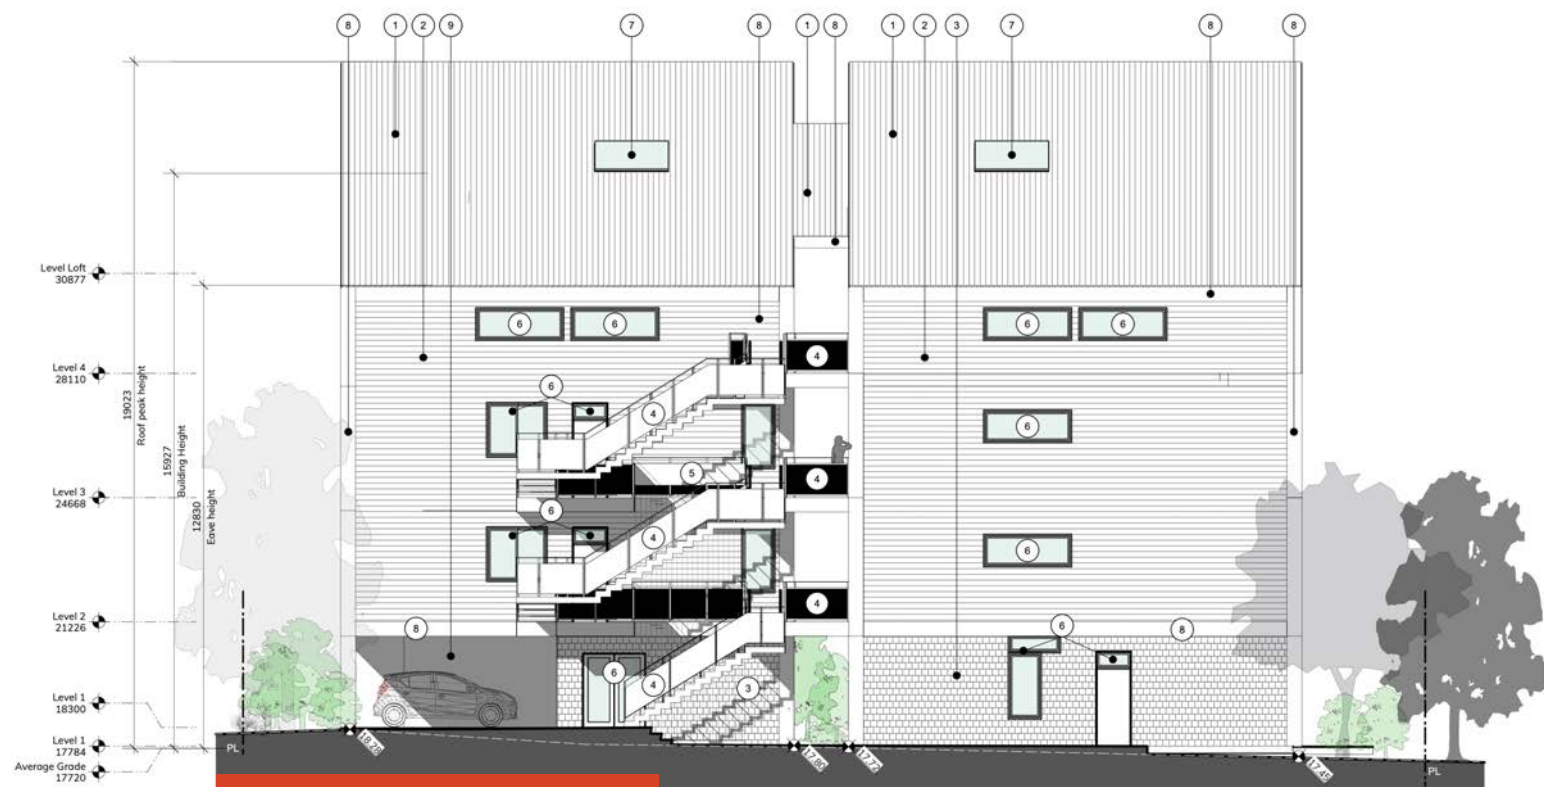 8 1 2 9 7 8 1 8 1 2 3 7 8 8
Level Loft
30877
Level 4
28110
Level 3
24668
Level 2
21226
Level 1
18300
Level 1
17784
Average Grade
17720
19023
Roof peak height
15927
Building Height
12830
Eave height
6 6 6 6
4
6
4
6
5
4
6
4
6
4
8 6 8
6 4 3
PL
18.28
17.80
17.72
17.45
PL